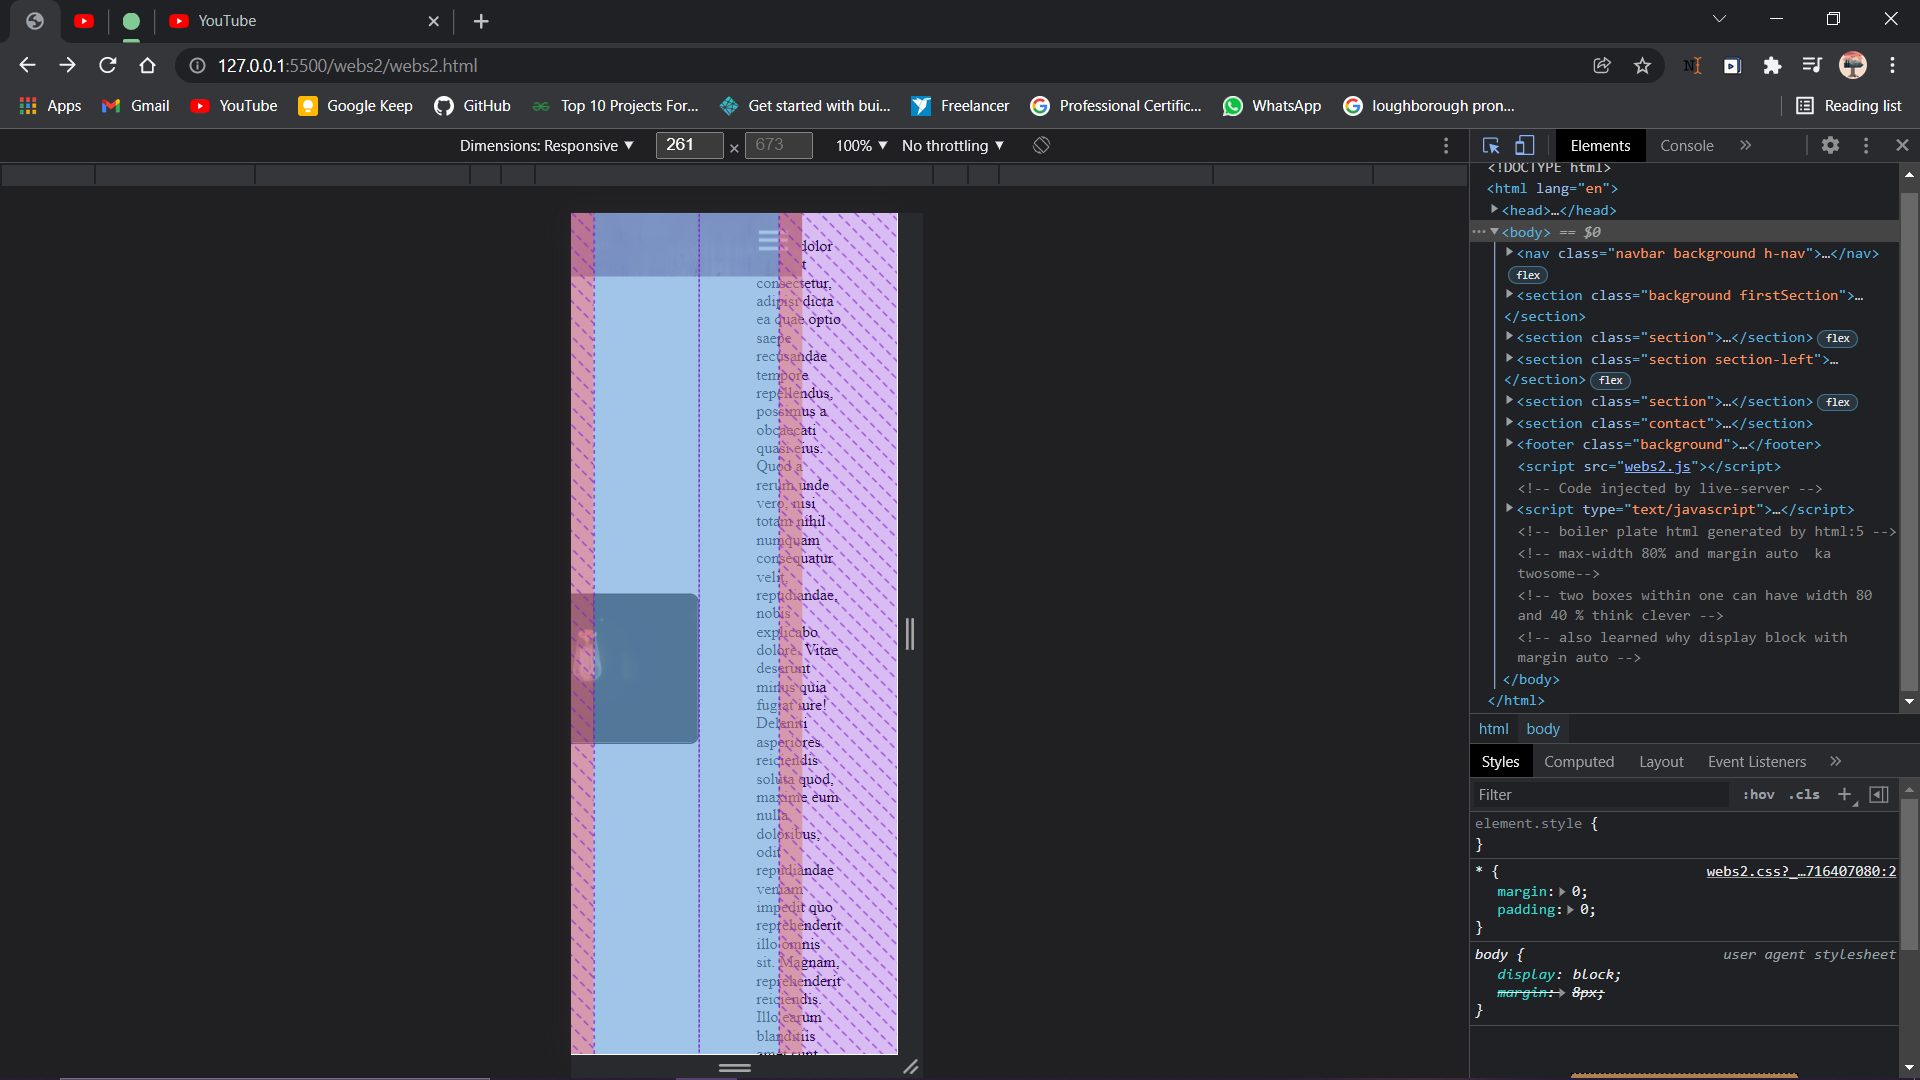 YouTube
127.0.0.1:5500/webs2/webs2.html
Apps Gmail YouTube Google Keep GitHub Top 10 Projects For... Get started with bui... Freelancer Professional Certific... WhatsApp loughborough pron... Reading list
Dimensions: Responsive 261 × 673 100% No throttling
Elements Console
<!DOCTYPE html>
<html lang="en">
<head>…</head>
<body> == $0
<nav class="navbar background h-nav">…</nav>
flex
<section class="background firstSection">…
</section>
<section class="section">…</section> flex
<section class="section section-left">…
</section> flex
<section class="section">…</section> flex
<section class="contact">…</section>
<footer class="background">…</footer>
<script src="webs2.js"></script>
<!-- Code injected by live-server -->
<script type="text/javascript">…</script>
<!-- boiler plate html generated by html:5 -->
<!-- max-width 80% and margin auto  ka
twosome-->
<!-- two boxes within one can have width 80
and 40 % think clever -->
<!-- also learned why display block with
margin auto -->
</body>
</html>
html body
Styles Computed Layout Event Listeners
Filter :hov .cls
element.style {
}
* { webs2.css?_…716407080:2
margin: 0;
padding: 0;
}
body { user agent stylesheet
display: block;
margin: 8px;
}
dolor
consectetur,
adipisi dicta
ea quae optio
saepe
recusandae
tempore
repellendus,
possimus a
obcaecati
quasi eius.
Quod a
rerum unde
vero, nisi
totam nihil
numquam
consequatur
velit,
repudiandae,
nobis
explicabo
dolore. Vitae
deserunt
minus quia
fugiat iure!
Deleniti
asperiores
reiciendis
soluta quod,
maxime eum
nulla
doloribus,
odit
repudiandae
veniam
impedit quo
reprehenderit
illo omnis
sit. Magnam,
reprehenderit
reiciendis.
Illo earum
blanditiis
amet sunt